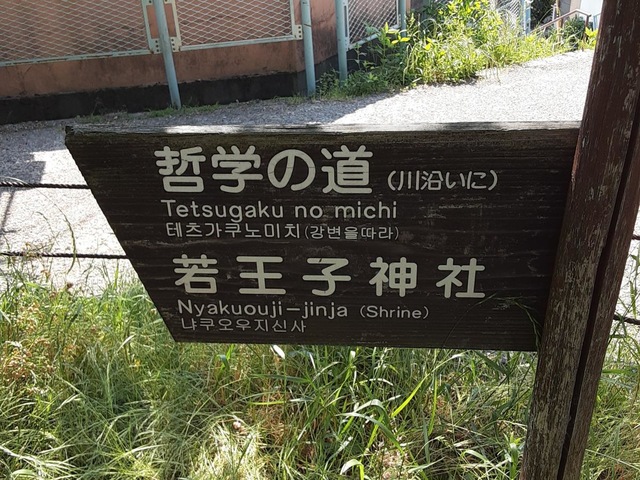 哲学の道 (川沿いに)
Tetsugaku no michi
테츠가쿠노미치(강변을따라)
若王子神社
Nyakuouji-jinja (Shrine)
냐쿠오우지신사